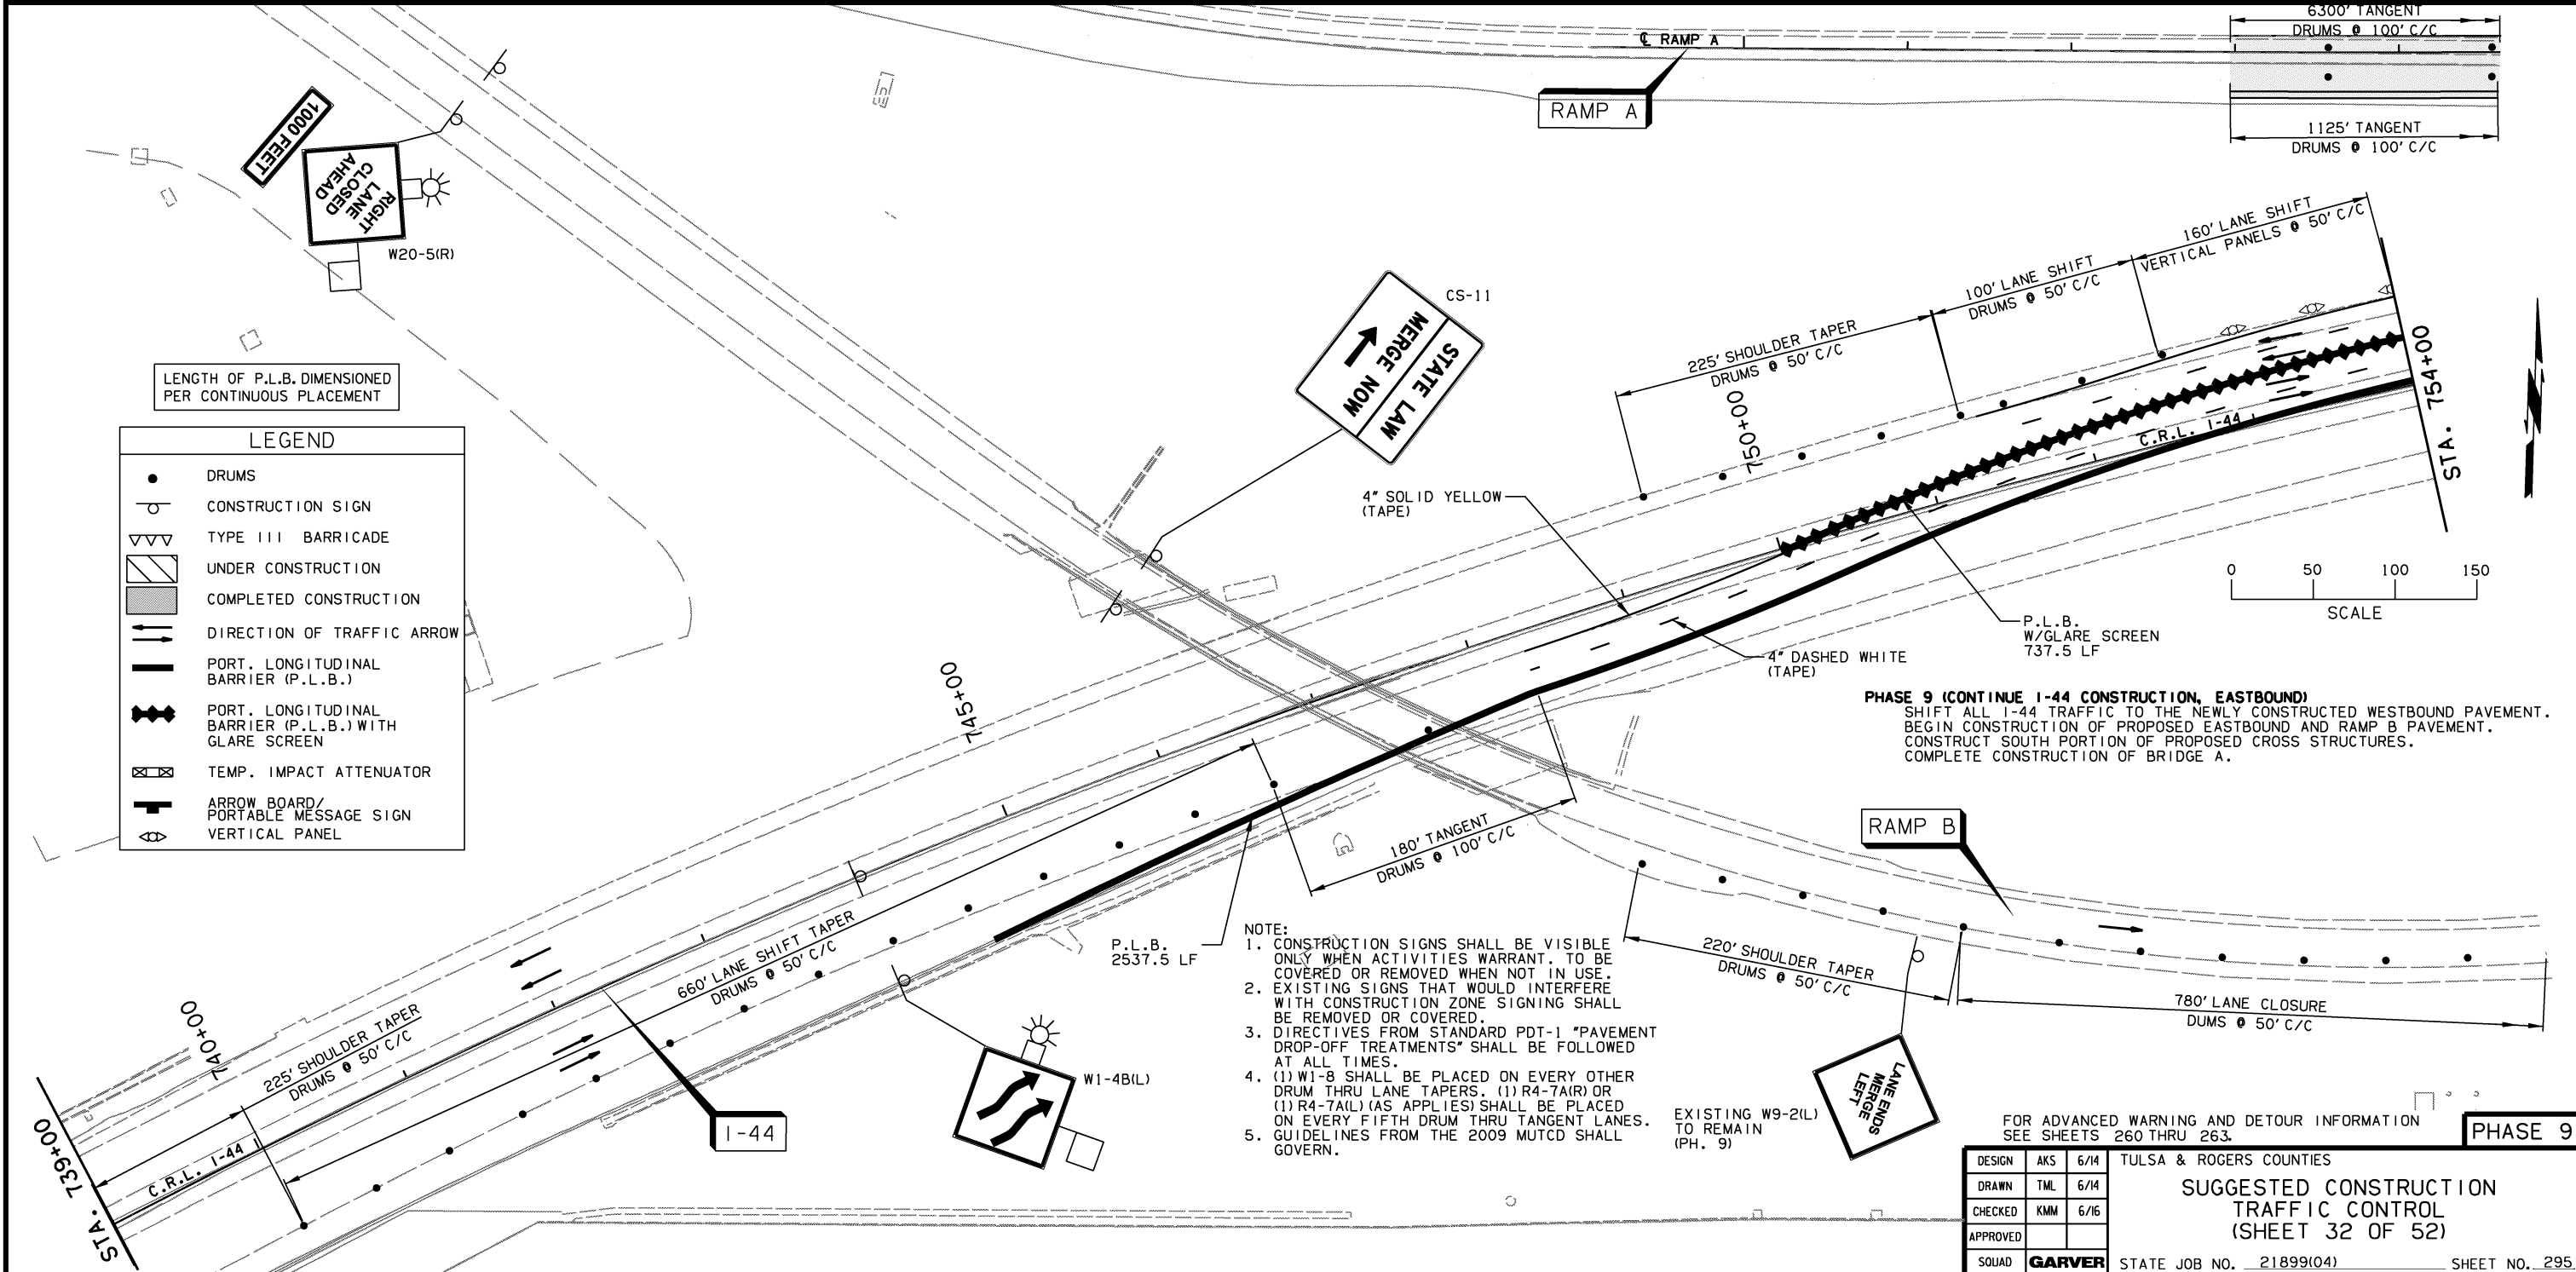 6300' TANGENT
DRUMS @ 100' C/C
℄ RAMP A
RAMP A
1125' TANGENT
DRUMS @ 100' C/C
1000 FEET
RIGHT
LANE
CLOSED
AHEAD
W20-5(R)
STATE LAW
MERGE NOW
CS-11
160' LANE SHIFT
VERTICAL PANELS @ 50' C/C
100' LANE SHIFT
DRUMS @ 50' C/C
225' SHOULDER TAPER
DRUMS @ 50' C/C
750+00
STA. 754+00
C.R.L. I-44
LENGTH OF P.L.B. DIMENSIONED
PER CONTINUOUS PLACEMENT
LEGEND
DRUMS
CONSTRUCTION SIGN
TYPE III BARRICADE
UNDER CONSTRUCTION
COMPLETED CONSTRUCTION
DIRECTION OF TRAFFIC ARROW
PORT. LONGITUDINAL
BARRIER (P.L.B.)
PORT. LONGITUDINAL
BARRIER (P.L.B.) WITH
GLARE SCREEN
TEMP. IMPACT ATTENUATOR
ARROW BOARD/
PORTABLE MESSAGE SIGN
VERTICAL PANEL
4" SOLID YELLOW
(TAPE)
0 50 100 150
SCALE
P.L.B.
W/GLARE SCREEN
737.5 LF
4" DASHED WHITE
(TAPE)
745+00
PHASE 9 (CONTINUE I-44 CONSTRUCTION, EASTBOUND)
SHIFT ALL I-44 TRAFFIC TO THE NEWLY CONSTRUCTED WESTBOUND PAVEMENT.
BEGIN CONSTRUCTION OF PROPOSED EASTBOUND AND RAMP B PAVEMENT.
CONSTRUCT SOUTH PORTION OF PROPOSED CROSS STRUCTURES.
COMPLETE CONSTRUCTION OF BRIDGE A.
RAMP B
180' TANGENT
DRUMS @ 100' C/C
660' LANE SHIFT TAPER
DRUMS @ 50' C/C
P.L.B.
2537.5 LF
220' SHOULDER TAPER
DRUMS @ 50' C/C
780' LANE CLOSURE
DUMS @ 50' C/C
740+00
225' SHOULDER TAPER
DRUMS @ 50' C/C
C.R.L. I-44
STA. 739+00
I-44
W1-4B(L)
NOTE:
1. CONSTRUCTION SIGNS SHALL BE VISIBLE
ONLY WHEN ACTIVITIES WARRANT. TO BE
COVERED OR REMOVED WHEN NOT IN USE.
2. EXISTING SIGNS THAT WOULD INTERFERE
WITH CONSTRUCTION ZONE SIGNING SHALL
BE REMOVED OR COVERED.
3. DIRECTIVES FROM STANDARD PDT-1 "PAVEMENT
DROP-OFF TREATMENTS" SHALL BE FOLLOWED
AT ALL TIMES.
4. (1) W1-8 SHALL BE PLACED ON EVERY OTHER
DRUM THRU LANE TAPERS. (1) R4-7A(R) OR
(1) R4-7A(L) (AS APPLIES) SHALL BE PLACED
ON EVERY FIFTH DRUM THRU TANGENT LANES.
5. GUIDELINES FROM THE 2009 MUTCD SHALL
GOVERN.
EXISTING W9-2(L)
TO REMAIN
(PH. 9)
LANE ENDS
MERGE
LEFT
FOR ADVANCED WARNING AND DETOUR INFORMATION
SEE SHEETS 260 THRU 263.
PHASE 9
DESIGN AKS 6/14
DRAWN TML 6/14
CHECKED KMM 6/16
APPROVED
SQUAD GARVER
TULSA & ROGERS COUNTIES
SUGGESTED CONSTRUCTION
TRAFFIC CONTROL
(SHEET 32 OF 52)
STATE JOB NO. 21899(04) SHEET NO. 295